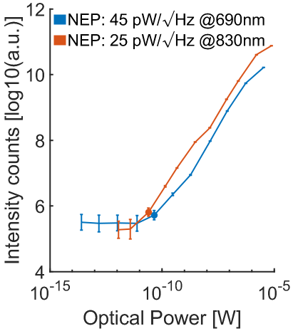 NEP: 45 pW/√Hz @690nm
NEP: 25 pW/√Hz @830nm
Intensity counts [log10(a.u.)]
12
10
8
6
4
10-15 10-10 10-5
Optical Power [W]